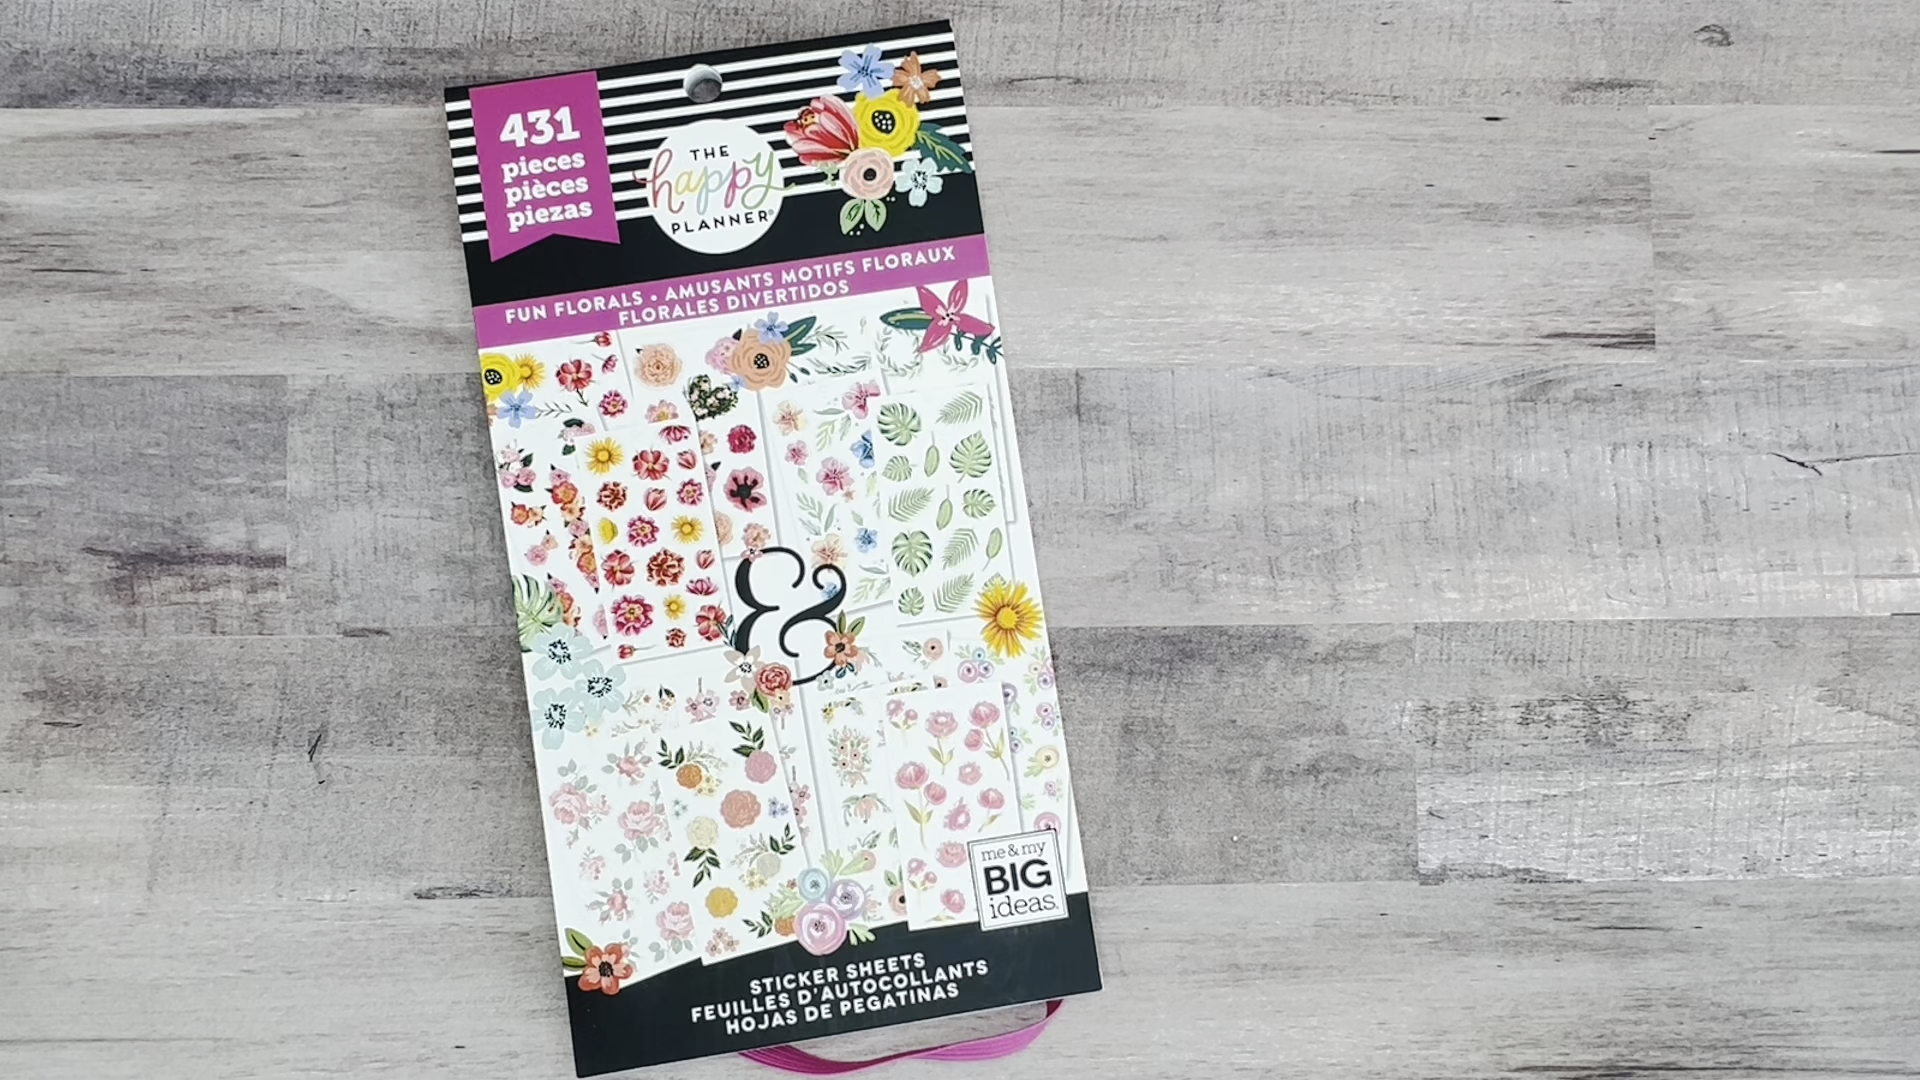 431
pieces
pièces
piezas
THE
happy
PLANNER®
FUN FLORALS • AMUSANTS MOTIFS FLORAUX
FLORALES DIVERTIDOS
&
me & my
BIG
ideas.
STICKER SHEETS
FEUILLES D'AUTOCOLLANTS
HOJAS DE PEGATINAS